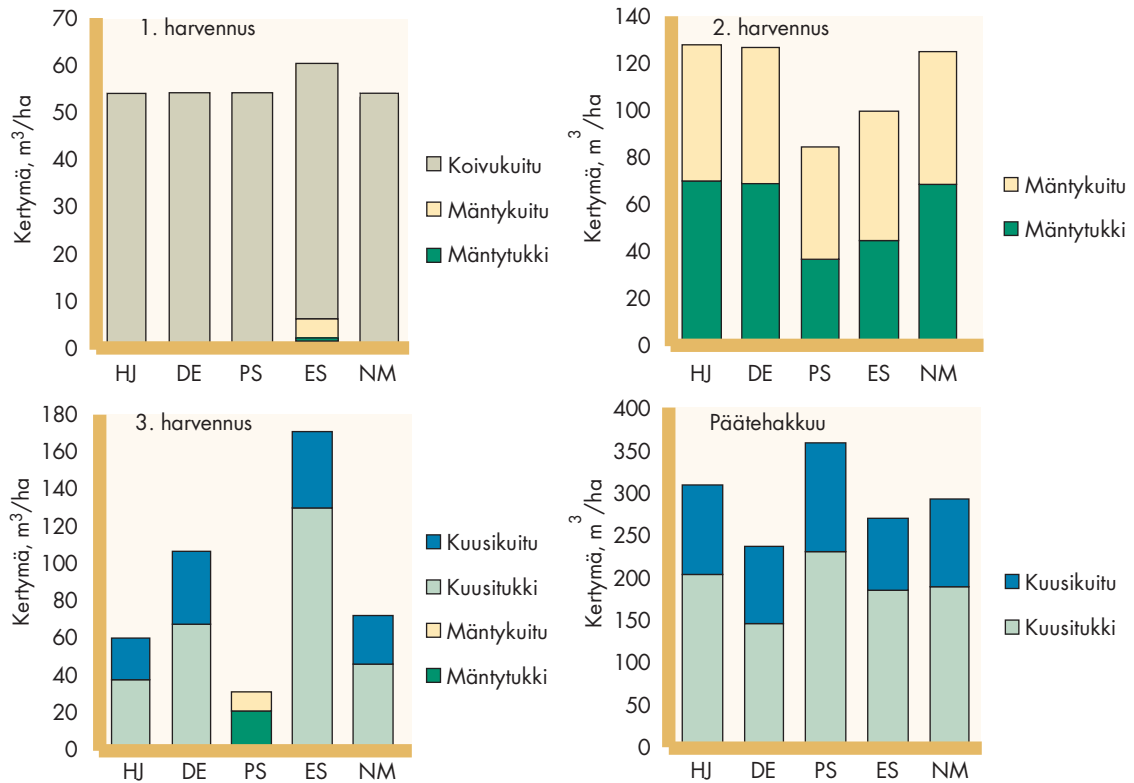 1. harvennus
Kertymä, m³/ha
70
60
50
40
30
20
10
0
HJ DE PS ES NM
Koivukuitu
Mäntykuitu
Mäntytukki
2. harvennus
Kertymä, m³/ha
140
120
100
80
60
40
20
0
HJ DE PS ES NM
Mäntykuitu
Mäntytukki
3. harvennus
Kertymä, m³/ha
180
160
140
120
100
80
60
40
20
0
HJ DE PS ES NM
Kuusikuitu
Kuusitukki
Mäntykuitu
Mäntytukki
Päätehakkuu
Kertymä, m³/ha
400
350
300
250
200
150
100
50
0
HJ DE PS ES NM
Kuusikuitu
Kuusitukki